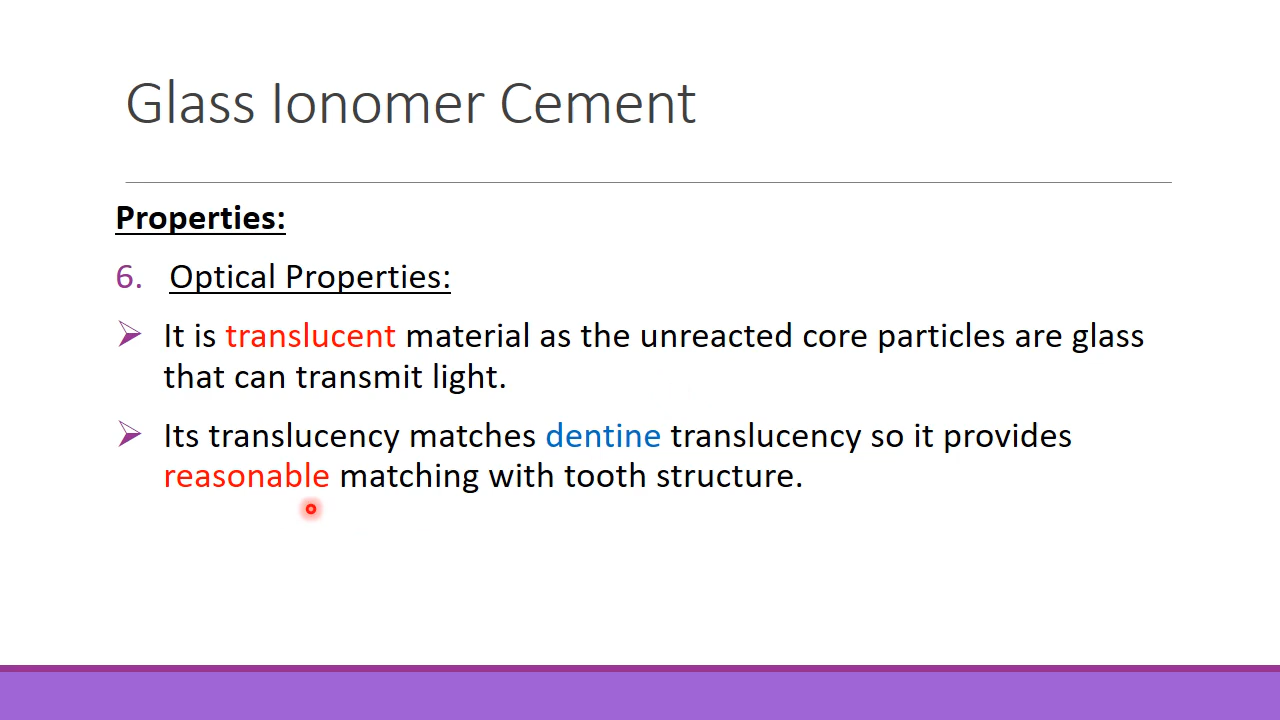 Glass Ionomer Cement
Properties:
6. Optical Properties:
It is translucent material as the unreacted core particles are glass
that can transmit light.
Its translucency matches dentine translucency so it provides
reasonable matching with tooth structure.